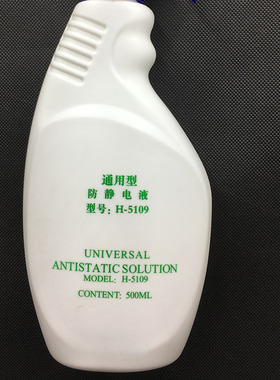 通用型
防静电液
型号: H-5109
UNIVERSAL
ANTISTATIC SOLUTION
MODEL: H-5109
CONTENT: 500ML